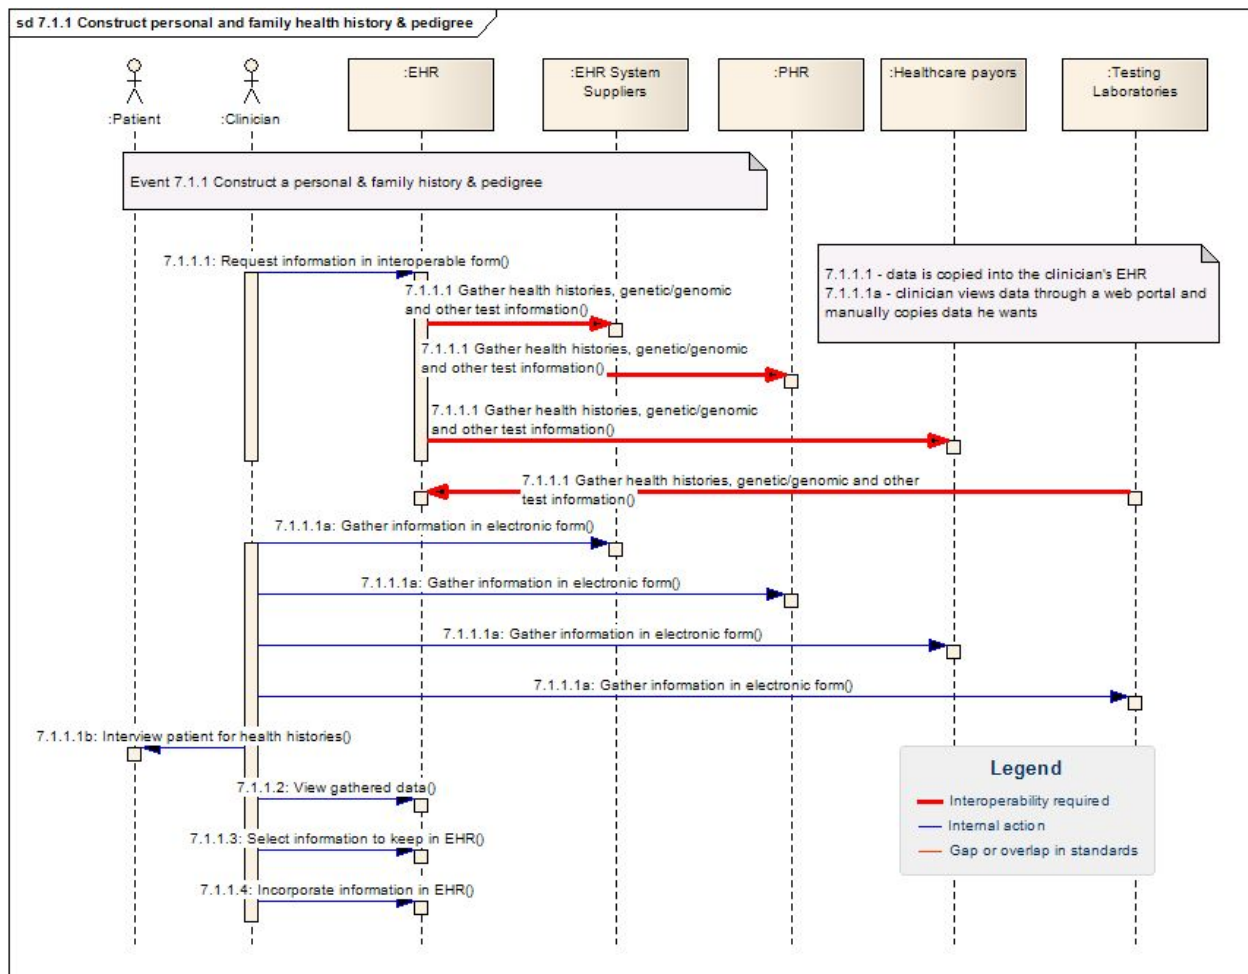 sd 7.1.1 Construct personal and family health history & pedigree
:Patient
:Clinician
:EHR
:EHR System
Suppliers
:PHR
:Healthcare payors
:Testing
Laboratories
Event 7.1.1 Construct a personal & family history & pedigree
7.1.1.1 - data is copied into the clinician's EHR
7.1.1.1a - clinician views data through a web portal and
manually copies data he wants
7.1.1.1: Request information in interoperable form()
7.1.1.1 Gather health histories, genetic/genomic
and other test information()
7.1.1.1 Gather health histories, genetic/genomic
and other test information()
7.1.1.1 Gather health histories, genetic/genomic
and other test information()
7.1.1.1 Gather health histories, genetic/genomic and other
test information()
7.1.1.1a: Gather information in electronic form()
7.1.1.1a: Gather information in electronic form()
7.1.1.1a: Gather information in electronic form()
7.1.1.1a: Gather information in electronic form()
7.1.1.1b: Interview patient for health histories()
7.1.1.2: View gathered data()
7.1.1.3: Select information to keep in EHR()
7.1.1.4: Incorporate information in EHR()
Legend
Interoperability required
Internal action
Gap or overlap in standards